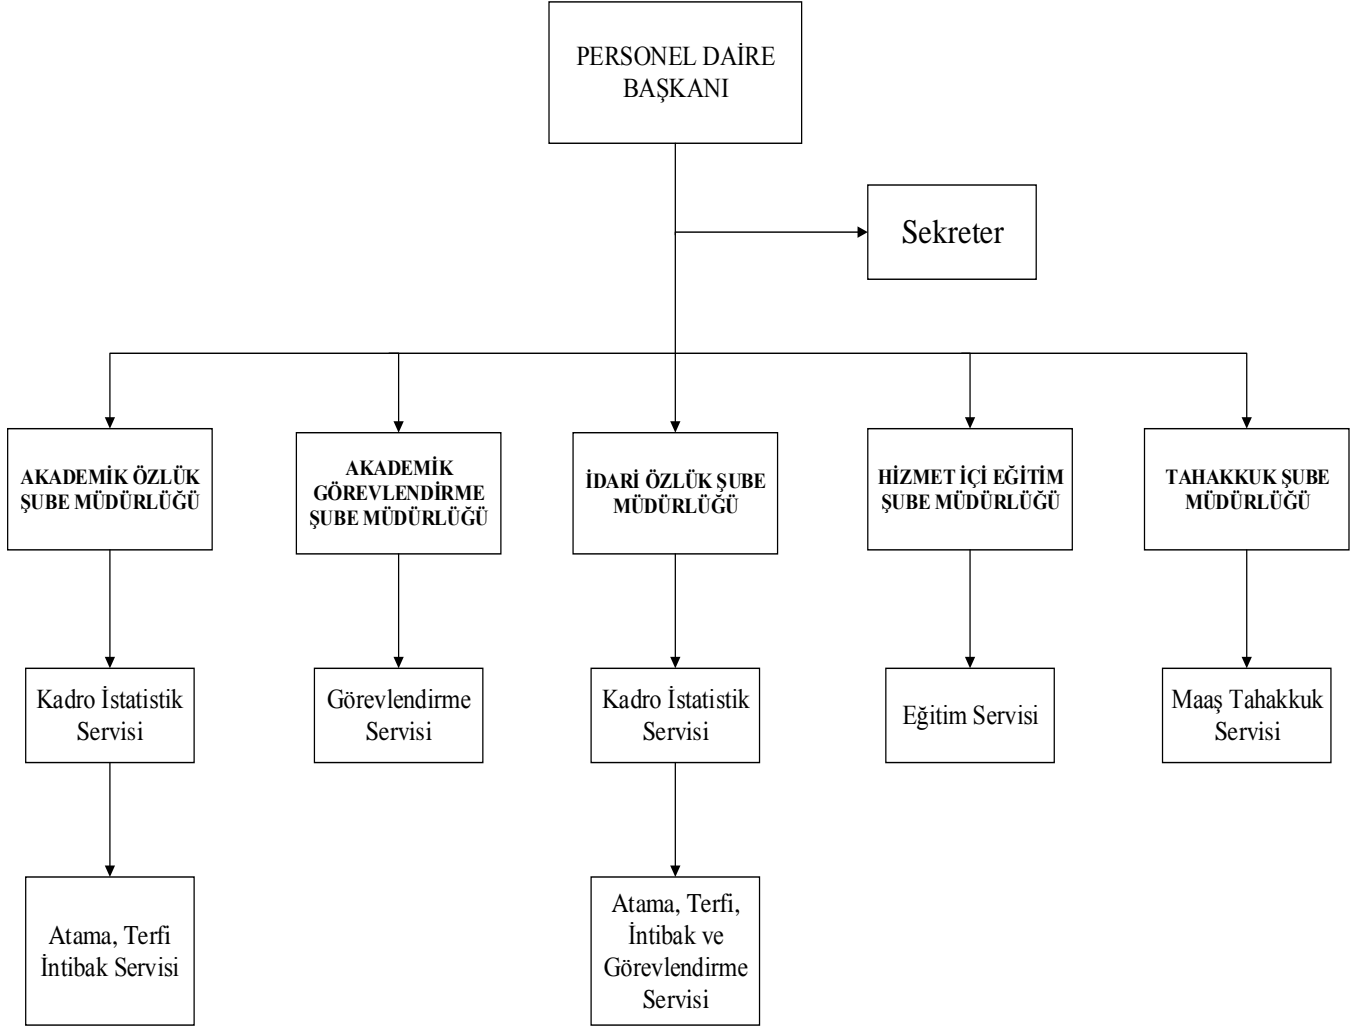 PERSONEL DAİRE
BAŞKANI
Sekreter
AKADEMİK ÖZLÜK
ŞUBE MÜDÜRLÜĞÜ
AKADEMİK
GÖREVLENDİRME
ŞUBE MÜDÜRLÜĞÜ
İDARİ ÖZLÜK ŞUBE
MÜDÜRLÜĞÜ
HİZMET İÇİ EĞİTİM
ŞUBE MÜDÜRLÜĞÜ
TAHAKKUK ŞUBE
MÜDÜRLÜĞÜ
Kadro İstatistik
Servisi
Görevlendirme
Servisi
Kadro İstatistik
Servisi
Eğitim Servisi
Maaş Tahakkuk
Servisi
Atama, Terfi
İntibak Servisi
Atama, Terfi,
İntibak ve
Görevlendirme
Servisi